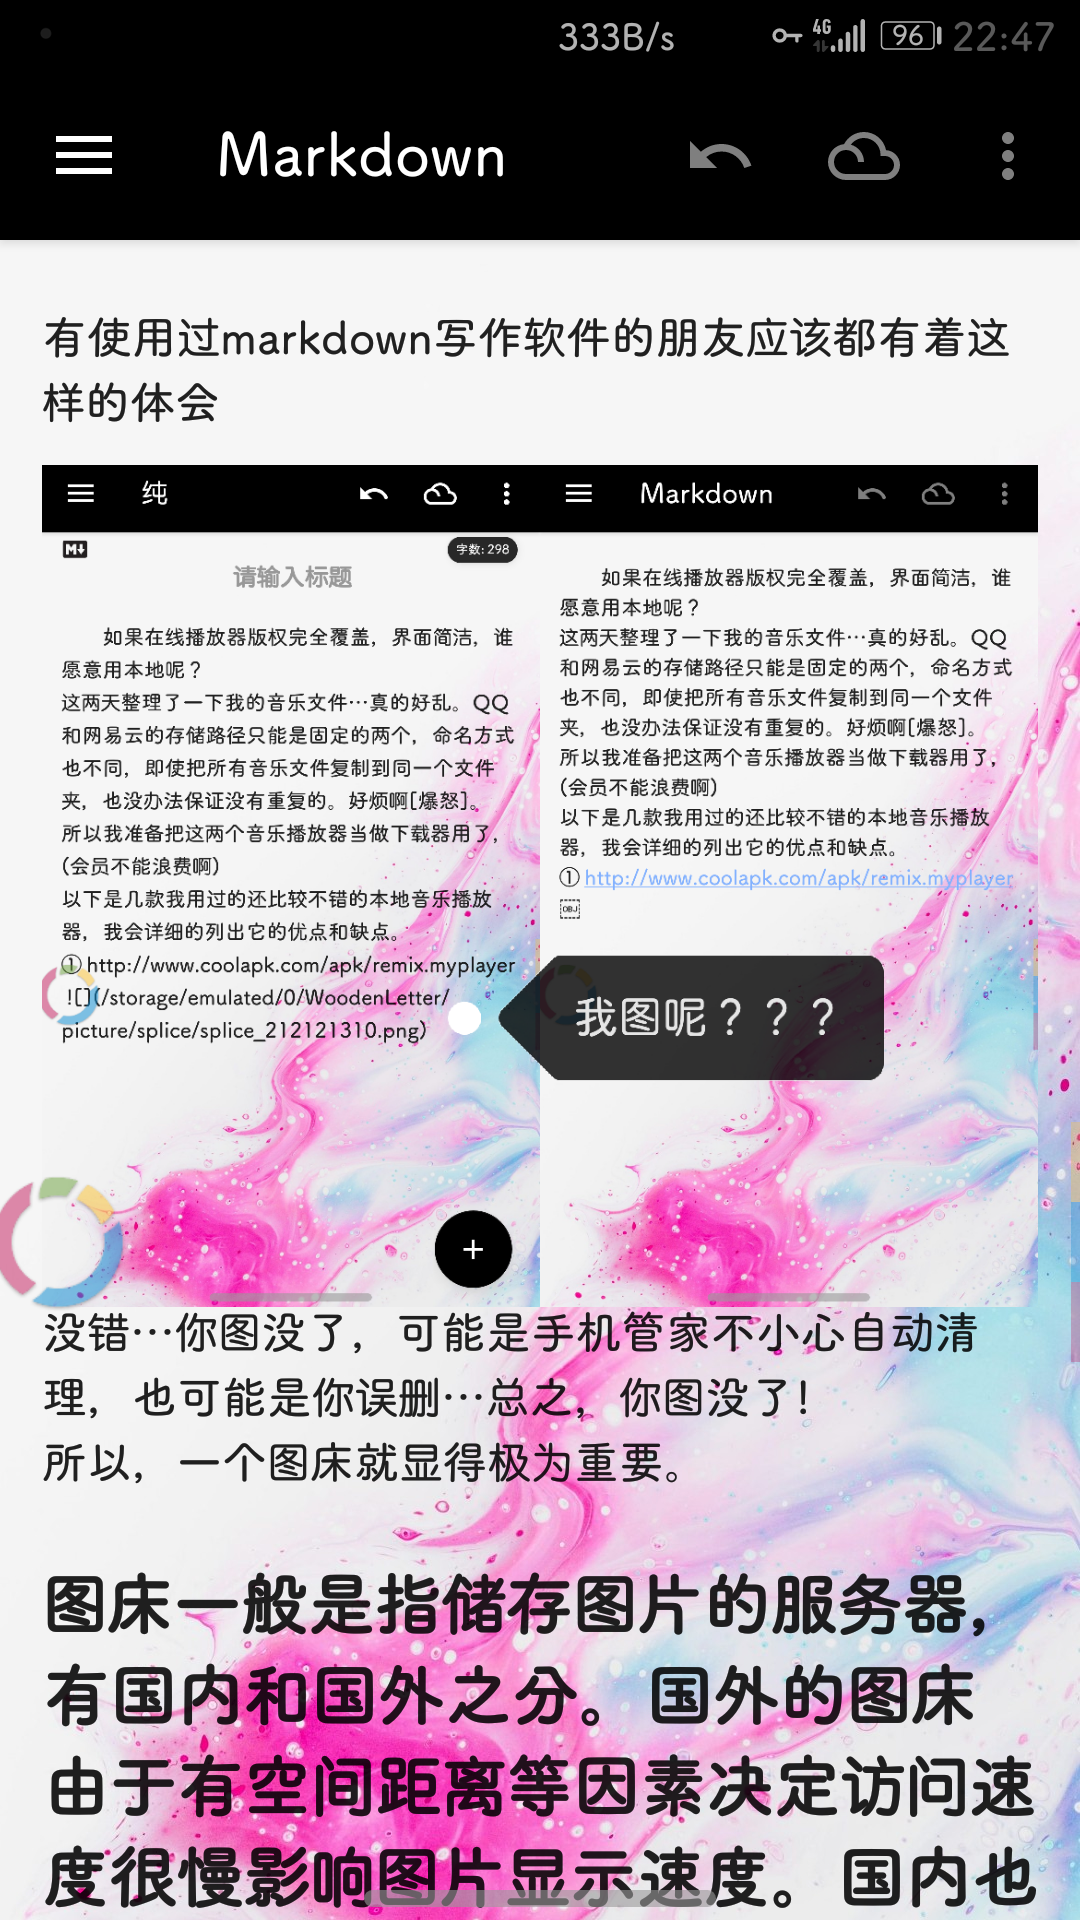 333B/s 4G 96 22:47
Markdown
有使用过markdown写作软件的朋友应该都有着这
样的体会
纯
M↓ 字数: 298
请输入标题
如果在线播放器版权完全覆盖，界面简洁，谁
愿意用本地呢？
这两天整理了一下我的音乐文件…真的好乱。QQ
和网易云的存储路径只能是固定的两个，命名方式
也不同，即使把所有音乐文件复制到同一个文件
夹，也没办法保证没有重复的。好烦啊[爆怒]。
所以我准备把这两个音乐播放器当做下载器用了，
(会员不能浪费啊)
以下是几款我用过的还比较不错的本地音乐播放
器，我会详细的列出它的优点和缺点。
① http://www.coolapk.com/apk/remix.myplayer
![](/storage/emulated/0/WoodenLetter/
picture/splice/splice_212121310.png)
Markdown
如果在线播放器版权完全覆盖，界面简洁，谁
愿意用本地呢？
这两天整理了一下我的音乐文件…真的好乱。QQ
和网易云的存储路径只能是固定的两个，命名方式
也不同，即使把所有音乐文件复制到同一个文件
夹，也没办法保证没有重复的。好烦啊[爆怒]。
所以我准备把这两个音乐播放器当做下载器用了，
(会员不能浪费啊)
以下是几款我用过的还比较不错的本地音乐播放
器，我会详细的列出它的优点和缺点。
① http://www.coolapk.com/apk/remix.myplayer
OBJ
我图呢？？？
没错…你图没了，可能是手机管家不小心自动清
理，也可能是你误删…总之，你图没了！
所以，一个图床就显得极为重要。
图床一般是指储存图片的服务器，
有国内和国外之分。国外的图床
由于有空间距离等因素决定访问速
度很慢影响图片显示速度。国内也